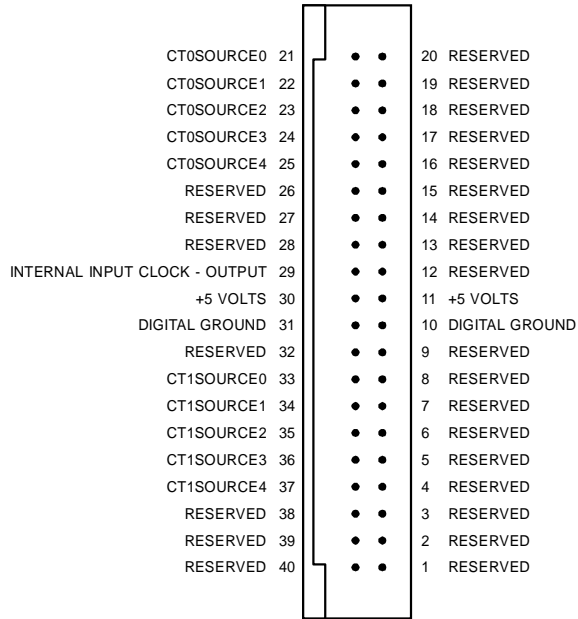 CT0SOURCE0 21 20 RESERVED
CT0SOURCE1 22 19 RESERVED
CT0SOURCE2 23 18 RESERVED
CT0SOURCE3 24 17 RESERVED
CT0SOURCE4 25 16 RESERVED
RESERVED 26 15 RESERVED
RESERVED 27 14 RESERVED
RESERVED 28 13 RESERVED
INTERNAL INPUT CLOCK - OUTPUT 29 12 RESERVED
+5 VOLTS 30 11 +5 VOLTS
DIGITAL GROUND 31 10 DIGITAL GROUND
RESERVED 32 9 RESERVED
CT1SOURCE0 33 8 RESERVED
CT1SOURCE1 34 7 RESERVED
CT1SOURCE2 35 6 RESERVED
CT1SOURCE3 36 5 RESERVED
CT1SOURCE4 37 4 RESERVED
RESERVED 38 3 RESERVED
RESERVED 39 2 RESERVED
RESERVED 40 1 RESERVED